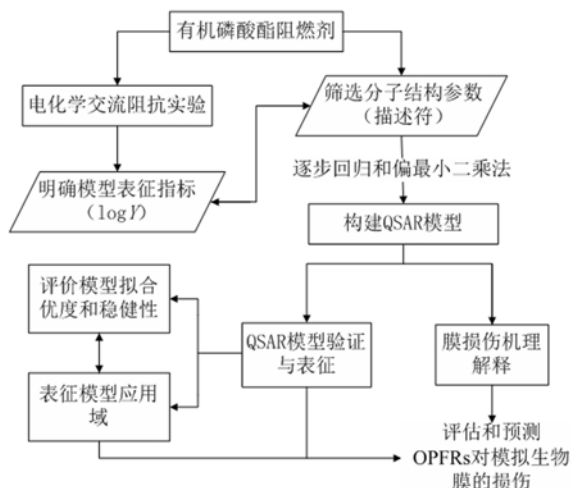 有机磷酸酯阻燃剂
电化学交流阻抗实验
筛选分子结构参数
（描述符）
逐步回归和偏最小二乘法
明确模型表征指标
（logY）
构建QSAR模型
评价模型拟合
优度和稳健性
QSAR模型验证
与表征
膜损伤机理
解释
表征模型应用
域
评估和预测
OPFRs对模拟生物
膜的损伤